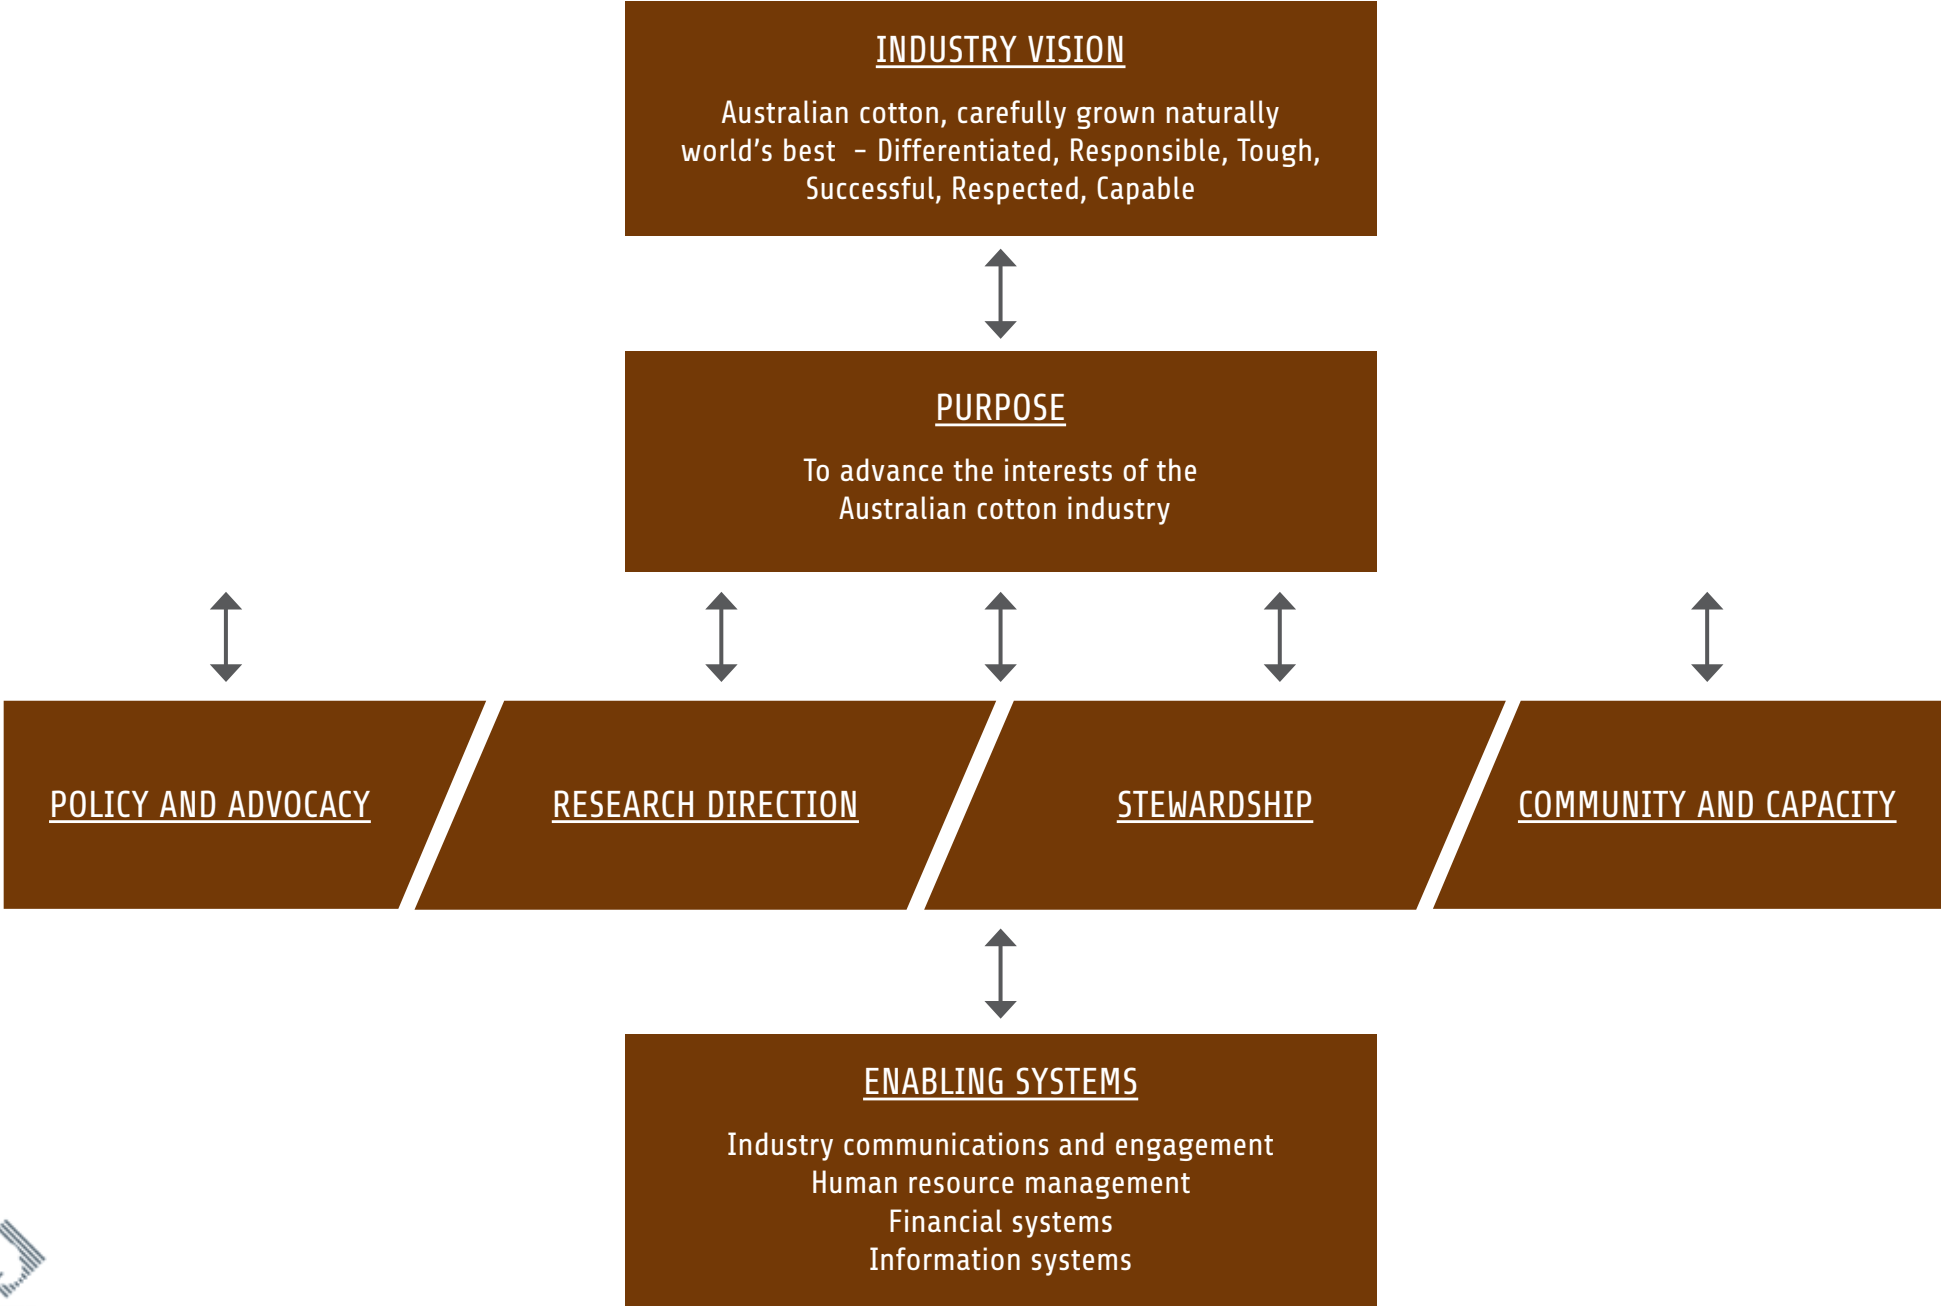 INDUSTRY VISION
Australian cotton, carefully grown naturally
world's best - Differentiated, Responsible, Tough,
Successful, Respected, Capable
PURPOSE
To advance the interests of the
Australian cotton industry
POLICY AND ADVOCACY
RESEARCH DIRECTION
STEWARDSHIP
COMMUNITY AND CAPACITY
ENABLING SYSTEMS
Industry communications and engagement
Human resource management
Financial systems
Information systems